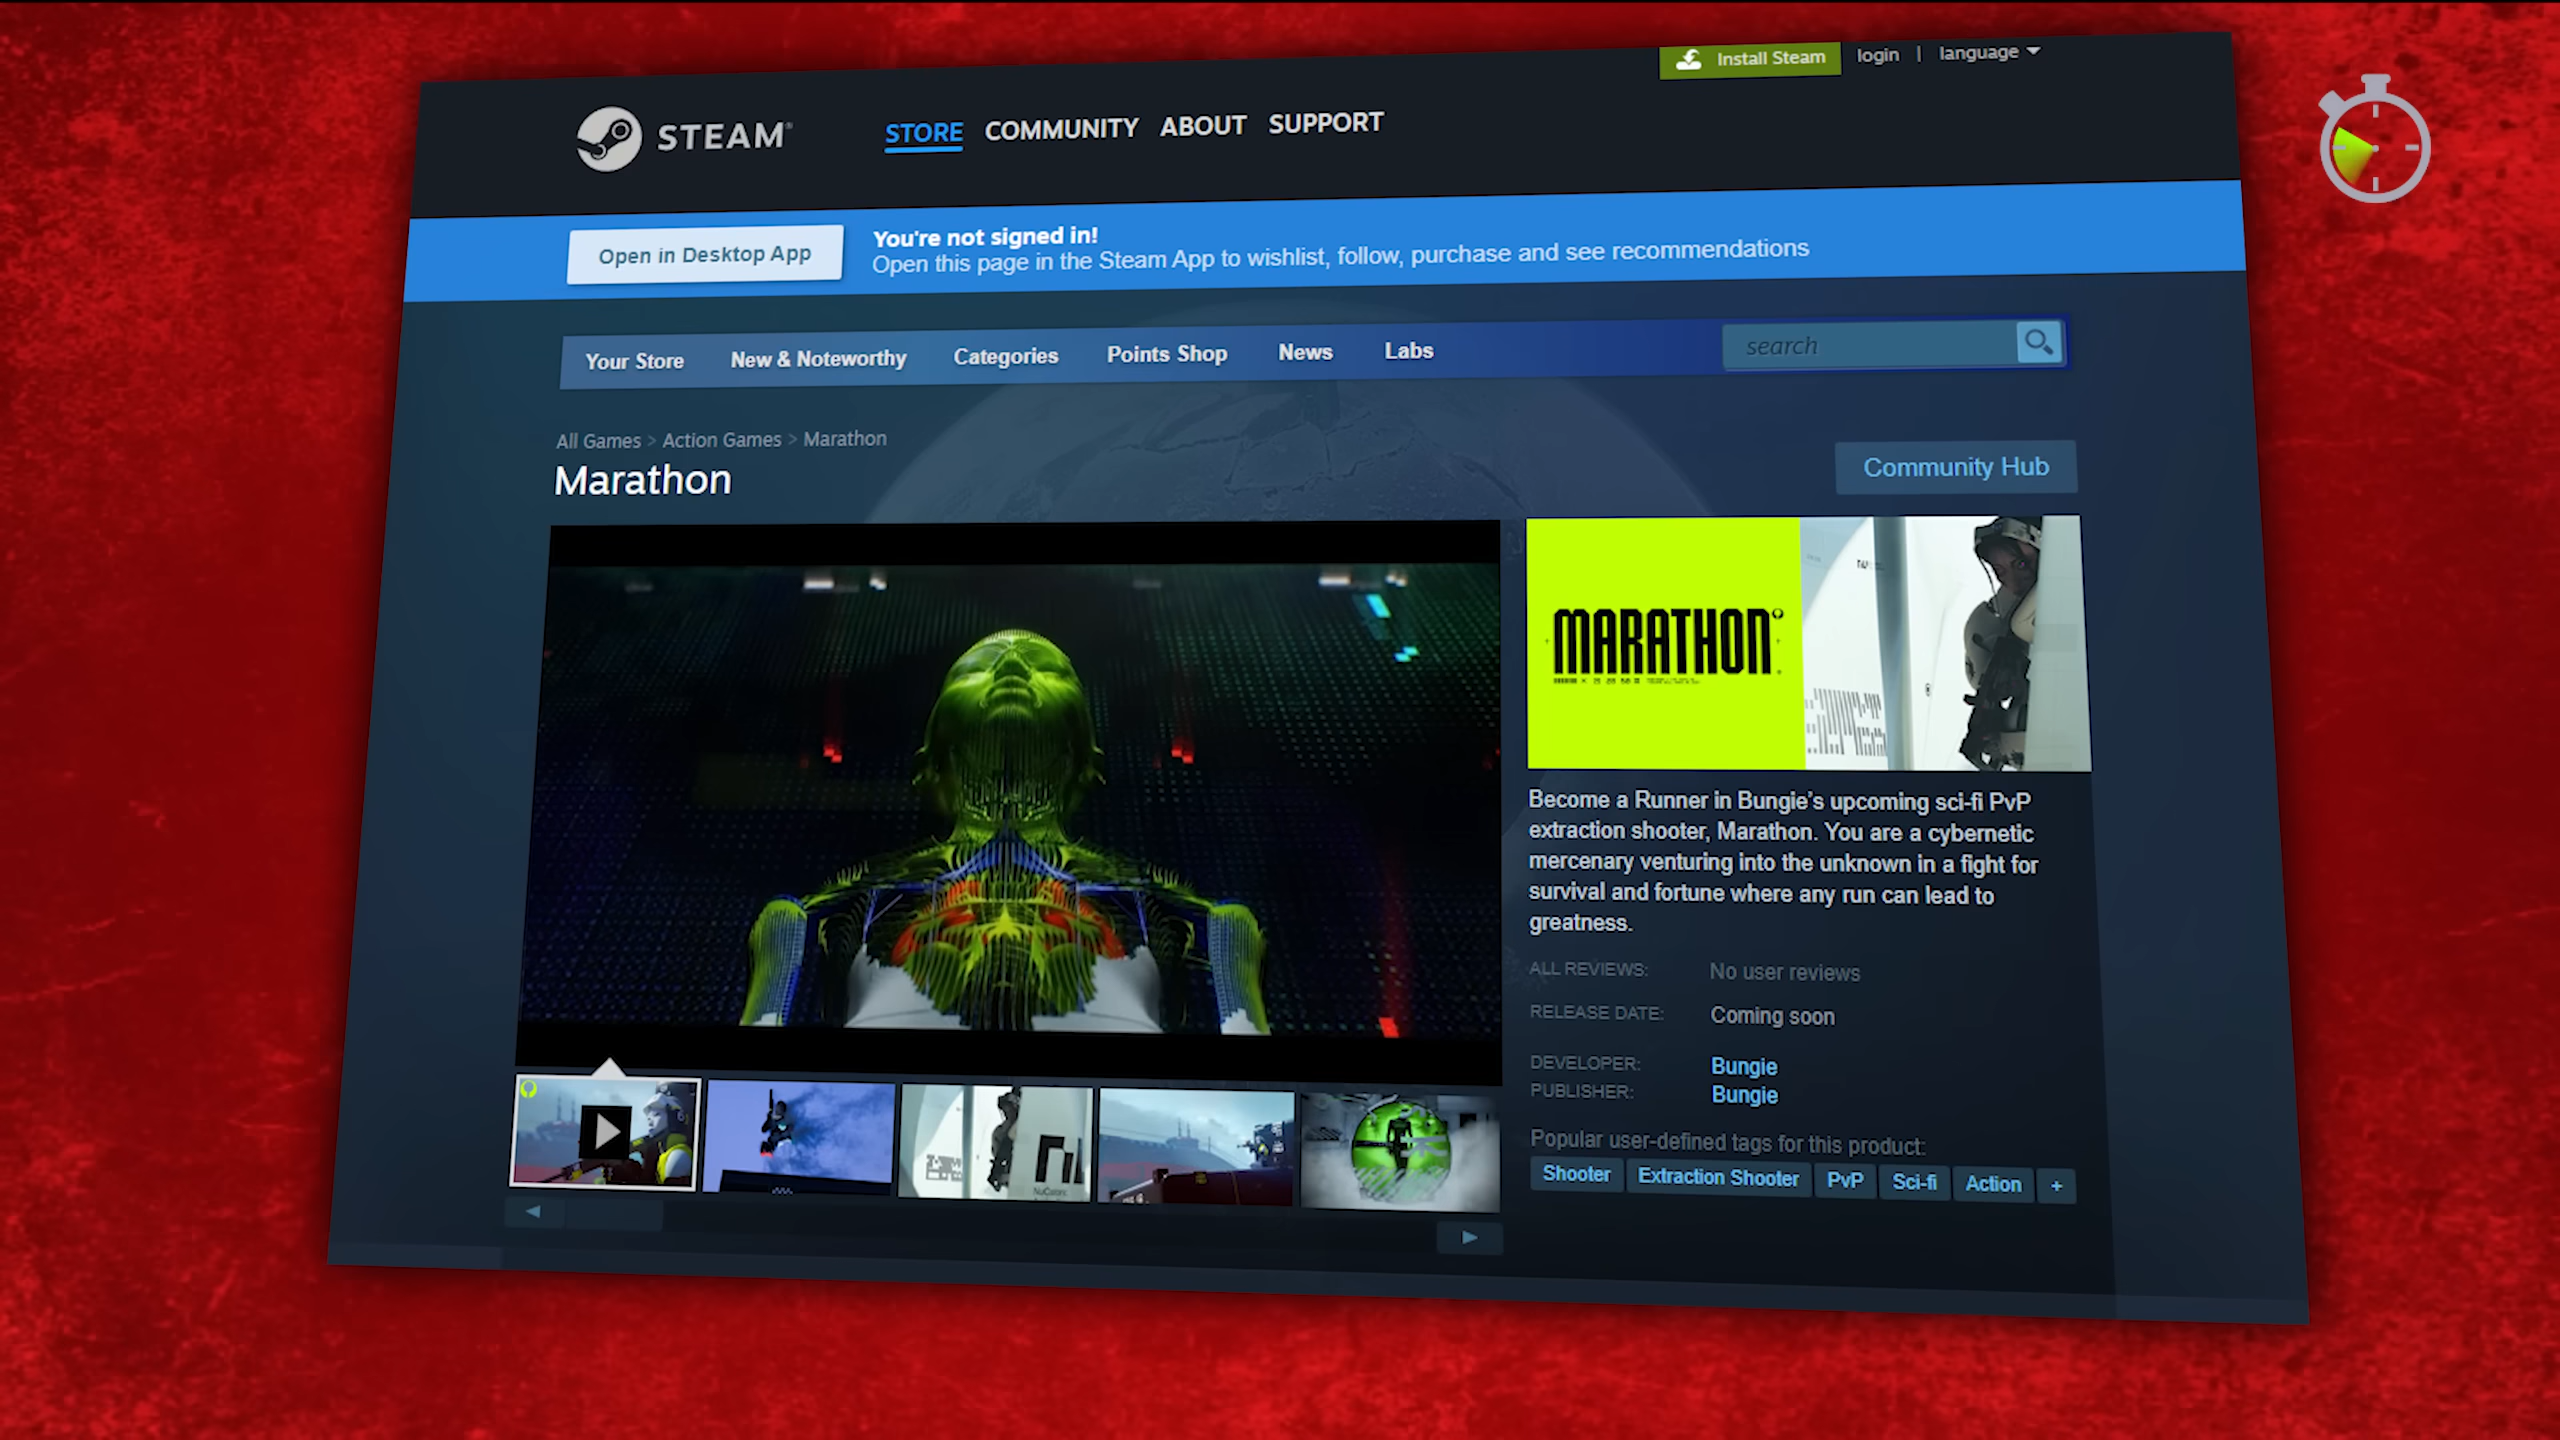 Install Steam login | language
STEAM®
STORE COMMUNITY ABOUT SUPPORT
Open in Desktop App
You're not signed in!
Open this page in the Steam App to wishlist, follow, purchase and see recommendations
Your Store New & Noteworthy Categories Points Shop News Labs search
All Games > Action Games > Marathon
Marathon
Community Hub
MARATHON
Become a Runner in Bungie's upcoming sci-fi PvP
extraction shooter, Marathon. You are a cybernetic
mercenary venturing into the unknown in a fight for
survival and fortune where any run can lead to
greatness.
ALL REVIEWS: No user reviews
RELEASE DATE: Coming soon
DEVELOPER: Bungie
PUBLISHER: Bungie
Popular user-defined tags for this product:
Shooter Extraction Shooter PvP Sci-fi Action +